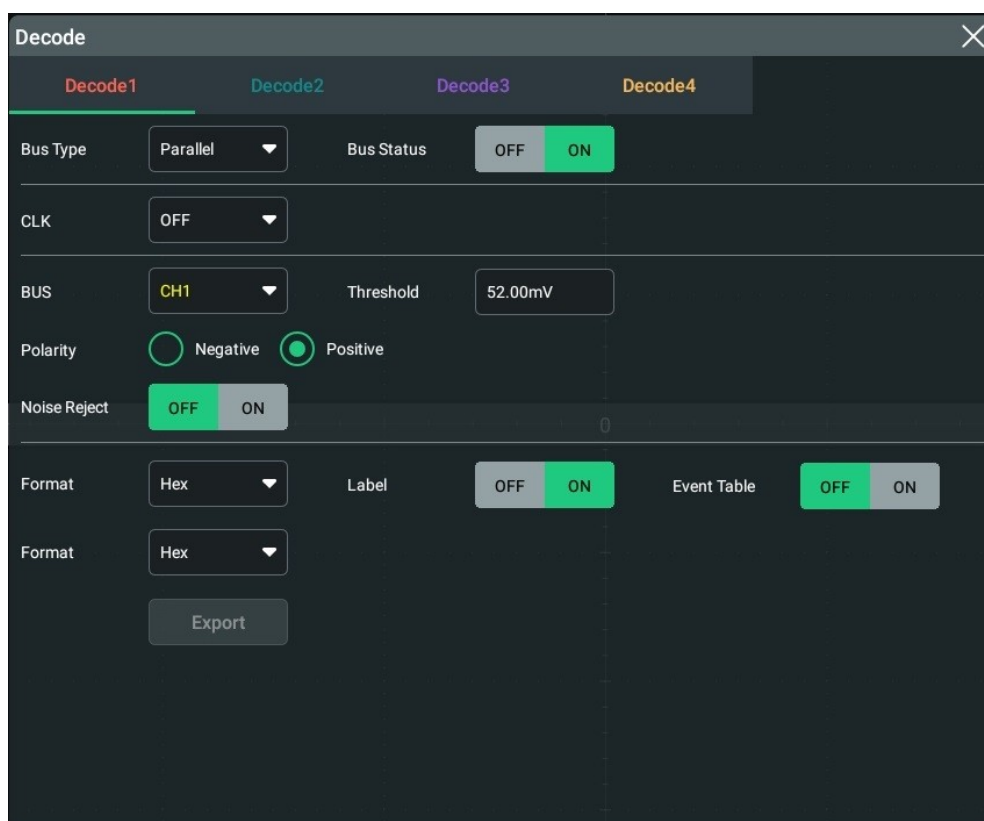 Decode
Decode1 Decode2 Decode3 Decode4
Bus Type Parallel Bus Status OFF ON
CLK OFF
BUS CH1 Threshold 52.00mV
Polarity Negative Positive
Noise Reject OFF ON
0
Format Hex Label OFF ON Event Table OFF ON
Format Hex
Export